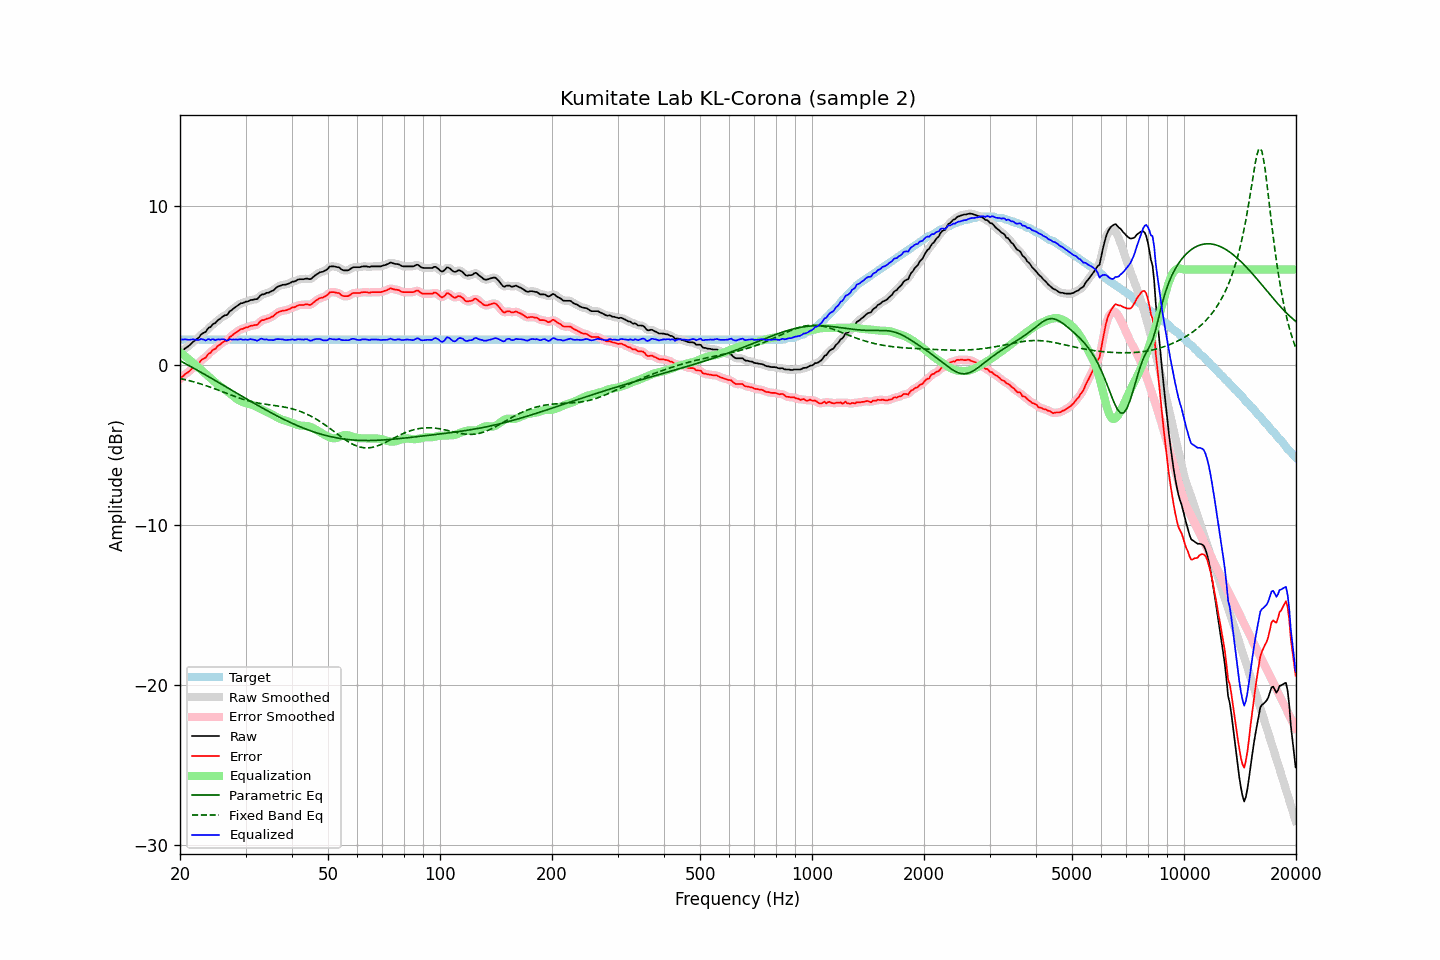 Kumitate Lab KL-Corona (sample 2)
Amplitude (dBr)
10
0
−10
−20
−30
Target
Raw Smoothed
Error Smoothed
Raw
Error
Equalization
Parametric Eq
Fixed Band Eq
Equalized
20 50 100 200 500 1000 2000 5000 10000 20000
Frequency (Hz)